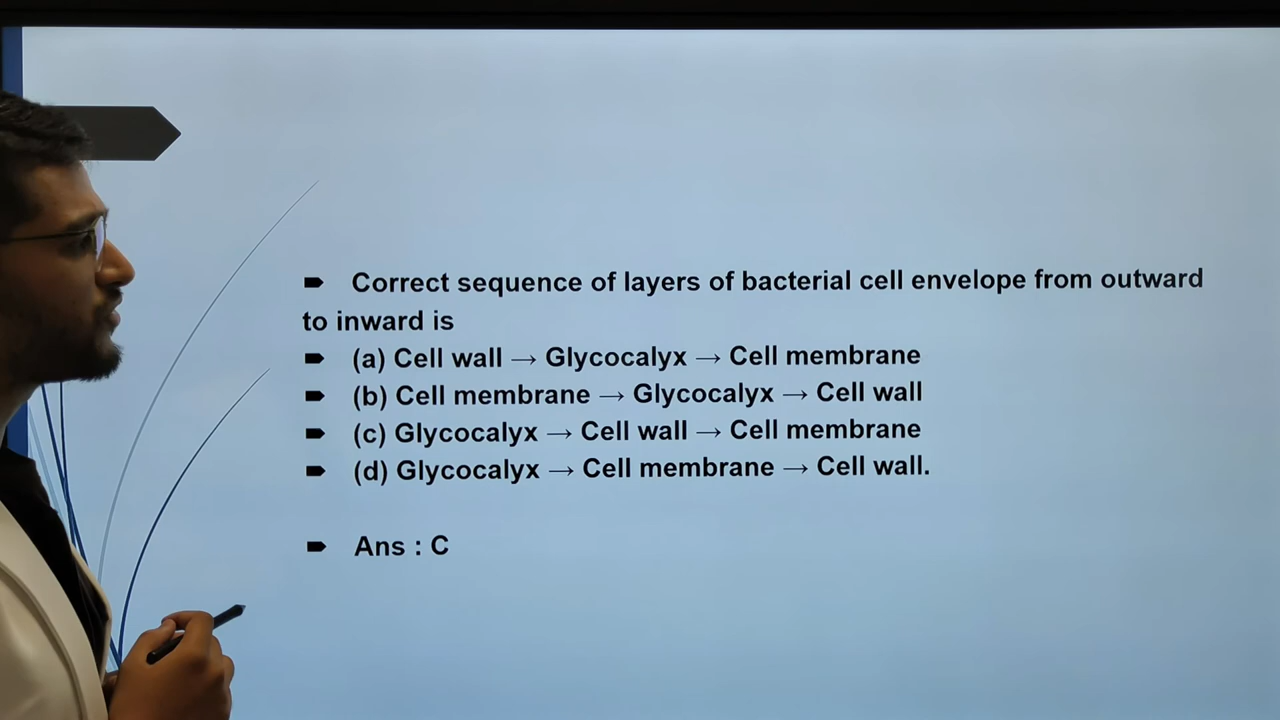 Correct sequence of layers of bacterial cell envelope from outward
to inward is
(a) Cell wall → Glycocalyx → Cell membrane
(b) Cell membrane → Glycocalyx → Cell wall
(c) Glycocalyx → Cell wall → Cell membrane
(d) Glycocalyx → Cell membrane → Cell wall.
Ans : C